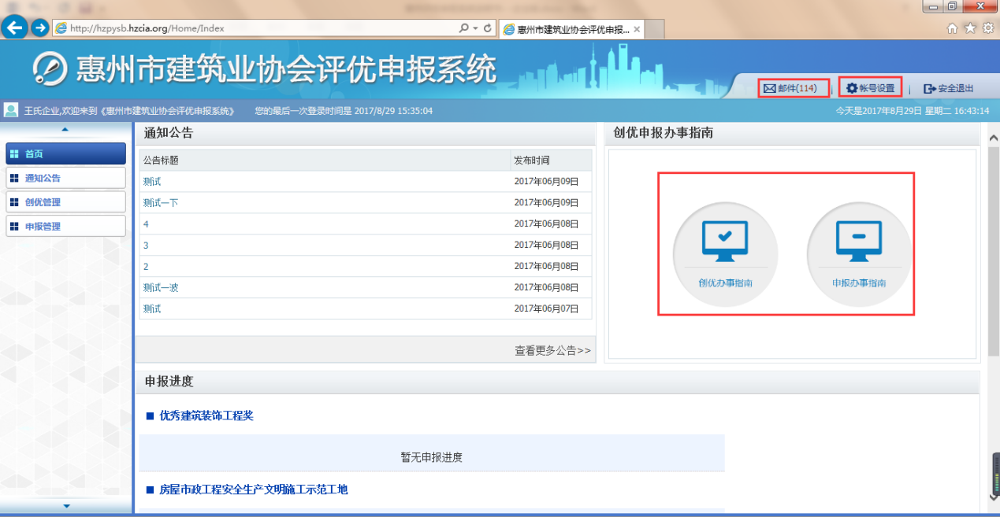 http://hzpysb.hzcia.org/Home/Index
惠州市建筑业协会评优申报...
惠州市建筑业协会评优申报系统
邮件(114)
帐号设置
安全退出
王氏企业,欢迎来到《惠州市建筑业协会评优申报系统》 您的最后一次登录时间是 2017/8/29 15:35:04
今天是2017年8月29日 星期二 16:43:14
首页
通知公告
创优管理
申报管理
通知公告
公告标题 发布时间
测试 2017年06月09日
测试一下 2017年06月09日
4 2017年06月08日
3 2017年06月08日
2 2017年06月08日
测试一波 2017年06月08日
测试 2017年06月07日
查看更多公告>>
创优申报办事指南
创优办事指南
申报办事指南
申报进度
优秀建筑装饰工程奖
暂无申报进度
房屋市政工程安全生产文明施工示范工地